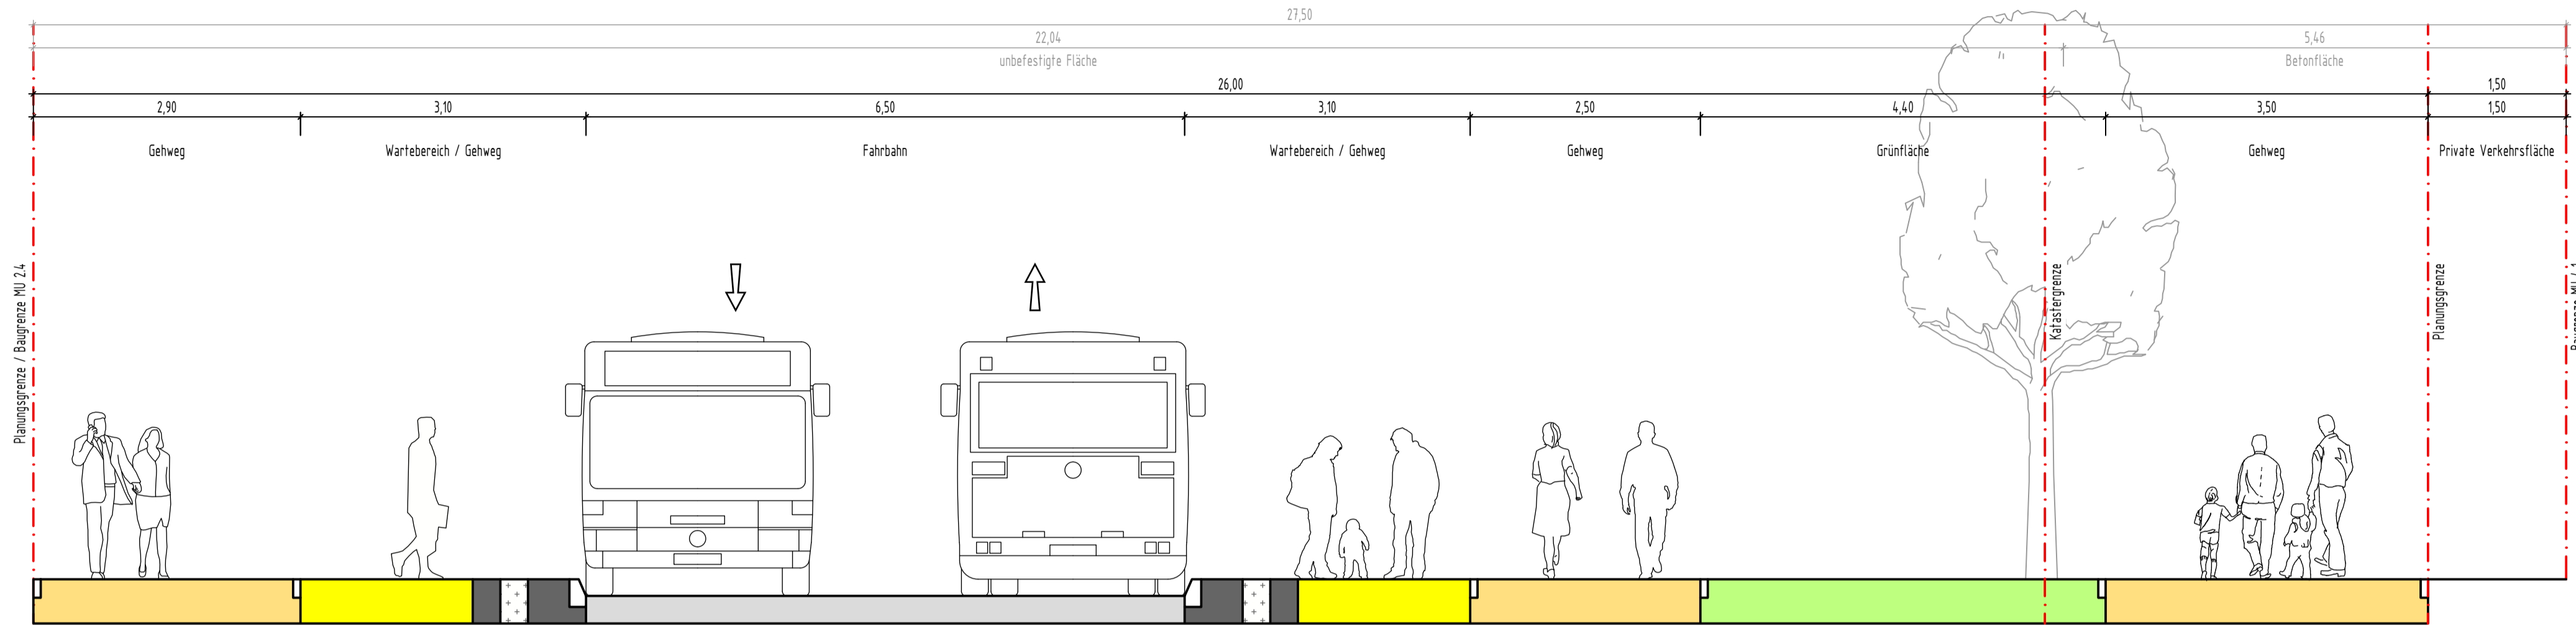 27,50
22,04
5,46
unbefestigte Fläche
Betonfläche
26,00
1,50
2,90
3,10
6,50
3,10
2,50
4,40
3,50
1,50
Gehweg
Wartebereich / Gehweg
Fahrbahn
Wartebereich / Gehweg
Gehweg
Grünfläche
Gehweg
Private Verkehrsfläche
Planungsgrenze / Baugrenze MU 2.4
Katastergrenze
Planungsgrenze